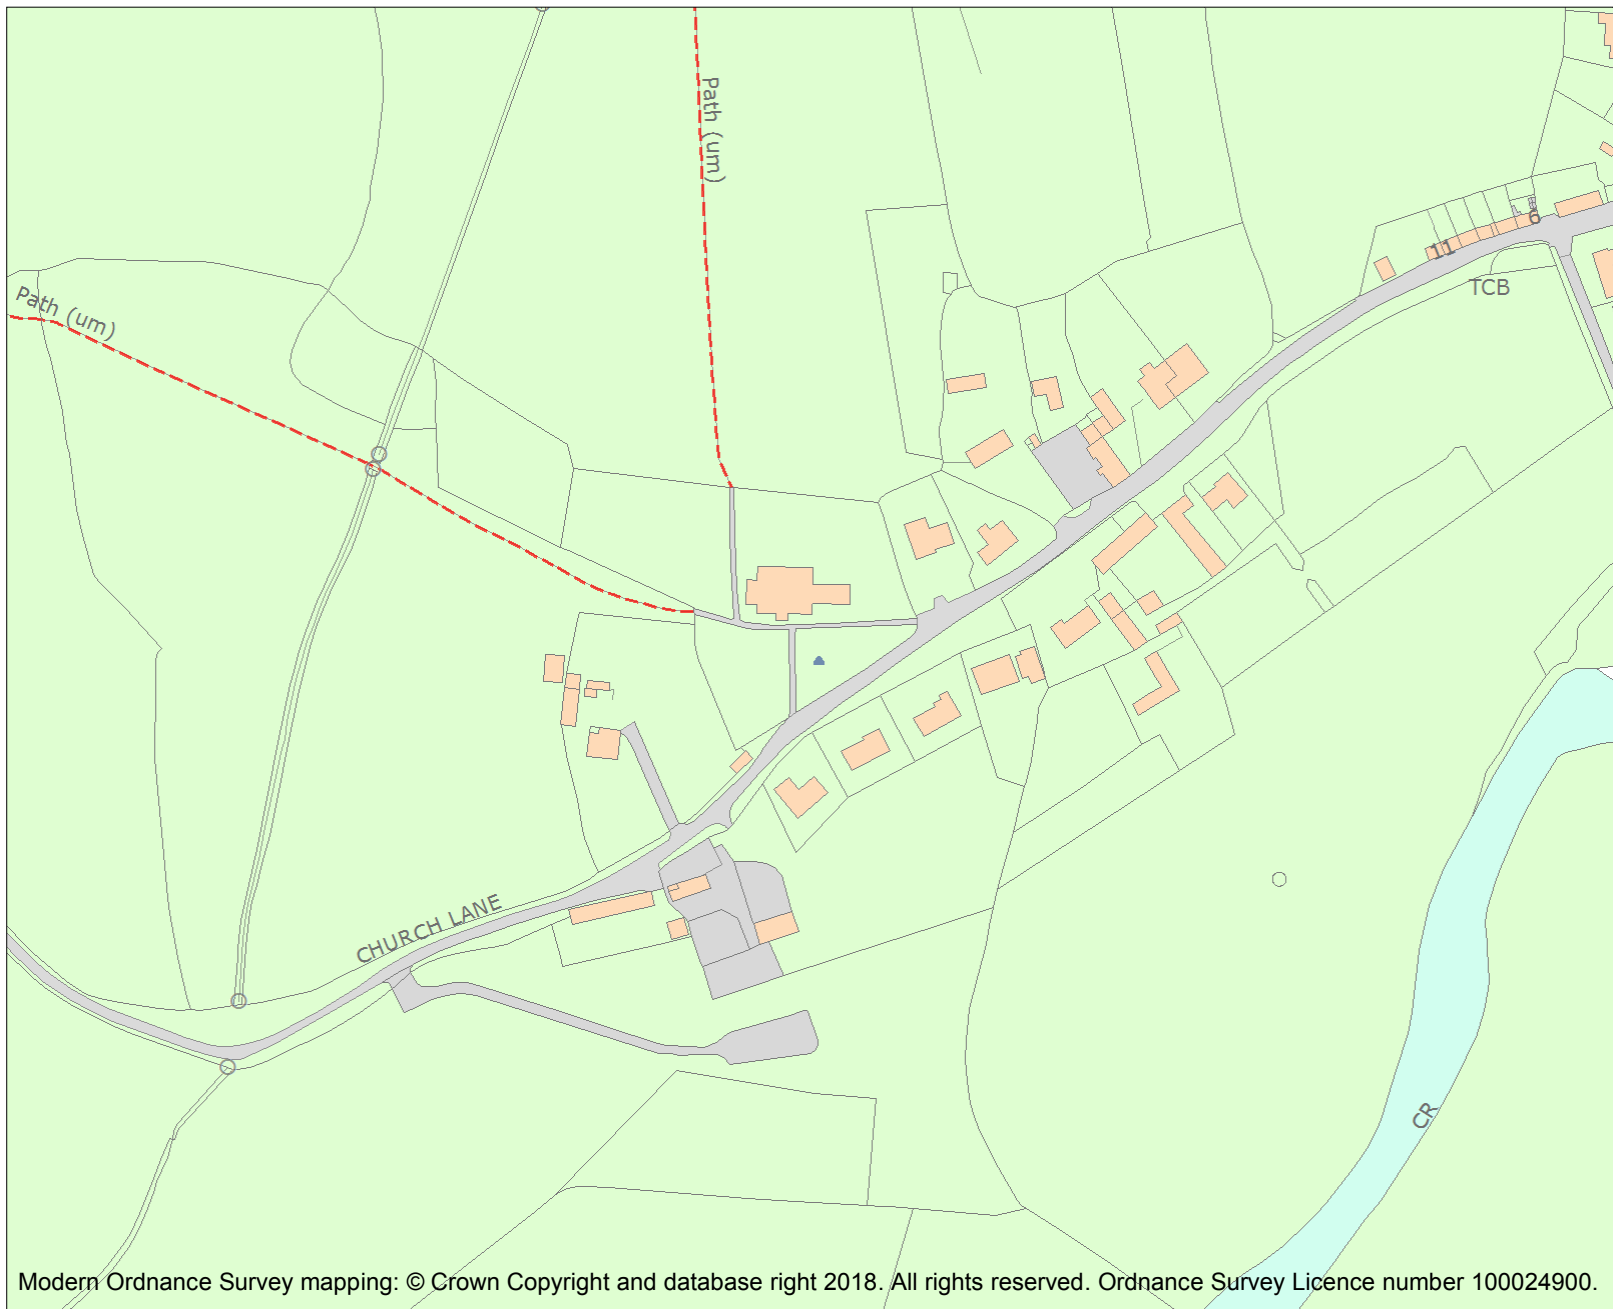 Path (um)
6
11
TCB
Path (um)
CHURCH LANE
CR
Modern Ordnance Survey mapping: © Crown Copyright and database right 2018. All rights reserved. Ordnance Survey Licence number 100024900.